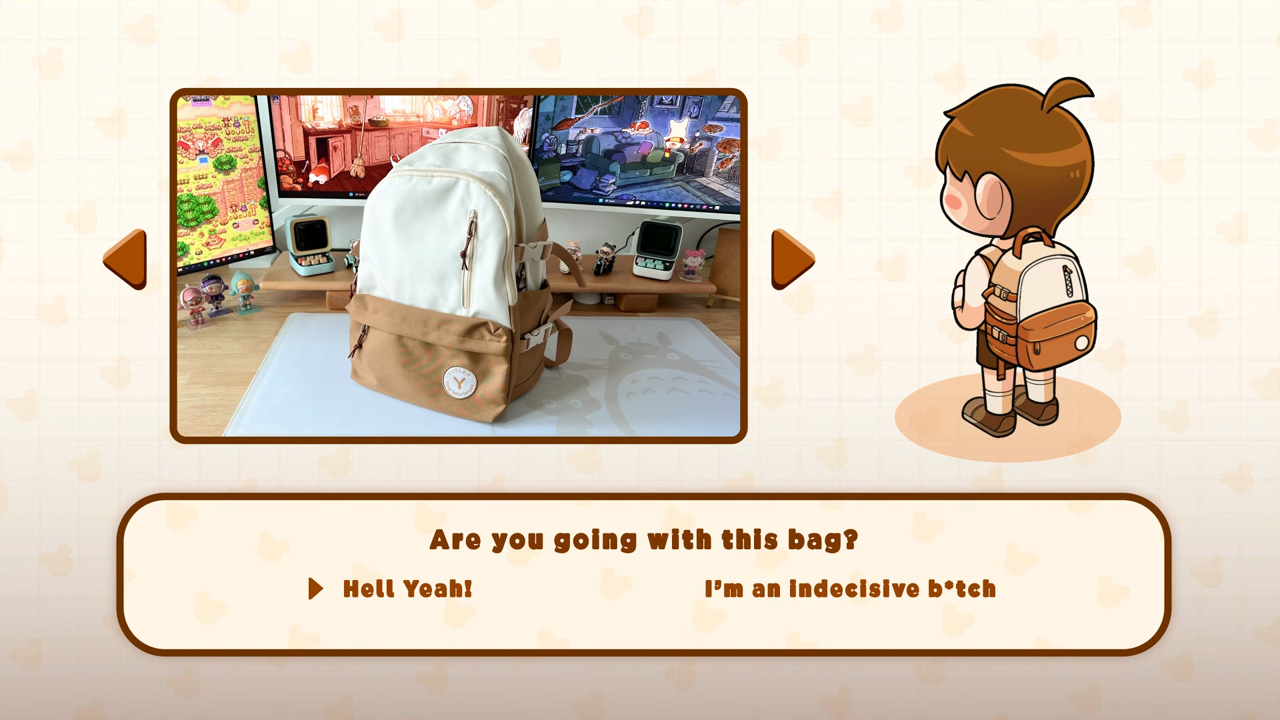 Y
Are you going with this bag?
Hell Yeah!
I'm an indecisive b*tch